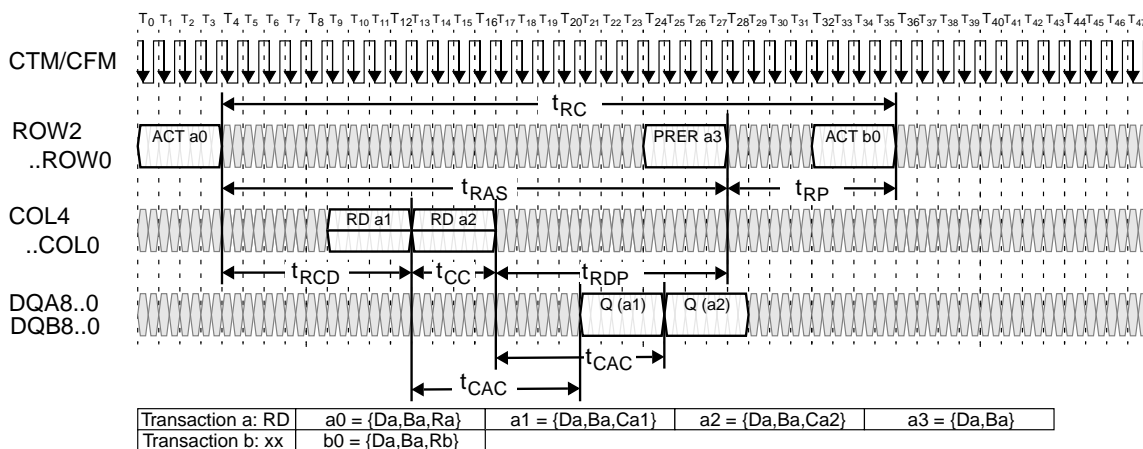 T0 T1 T2 T3 T4 T5 T6 T7 T8 T9 T10 T11 T12 T13 T14 T15 T16 T17 T18 T19 T20 T21 T22 T23 T24 T25 T26 T27 T28 T29 T30 T31 T32 T33 T34 T35 T36 T37 T38 T39 T40 T41 T42 T43 T44 T45 T46 T47
CTM/CFM
tRC
ROW2
..ROW0
ACT a0
PRER a3
ACT b0
tRAS
tRP
COL4
..COL0
RD a1
RD a2
tRCD
tCC
tRDP
DQA8..0
DQB8..0
Q (a1)
Q (a2)
tCAC
tCAC
Transaction a: RD a0 = {Da,Ba,Ra} a1 = {Da,Ba,Ca1} a2 = {Da,Ba,Ca2} a3 = {Da,Ba}
Transaction b: xx b0 = {Da,Ba,Rb}